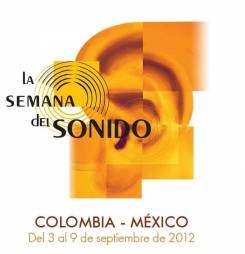 la
SEMANA
del SONIDO
COLOMBIA - MÉXICO
Del 3 al 9 de septiembre de 2012